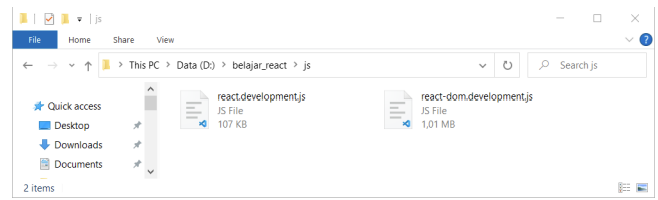 js
File Home Share View
This PC > Data (D:) > belajar_react > js
Search js
Quick access
Desktop
Downloads
Documents
react.development.js
JS File
107 KB
react-dom.development.js
JS File
1,01 MB
2 items